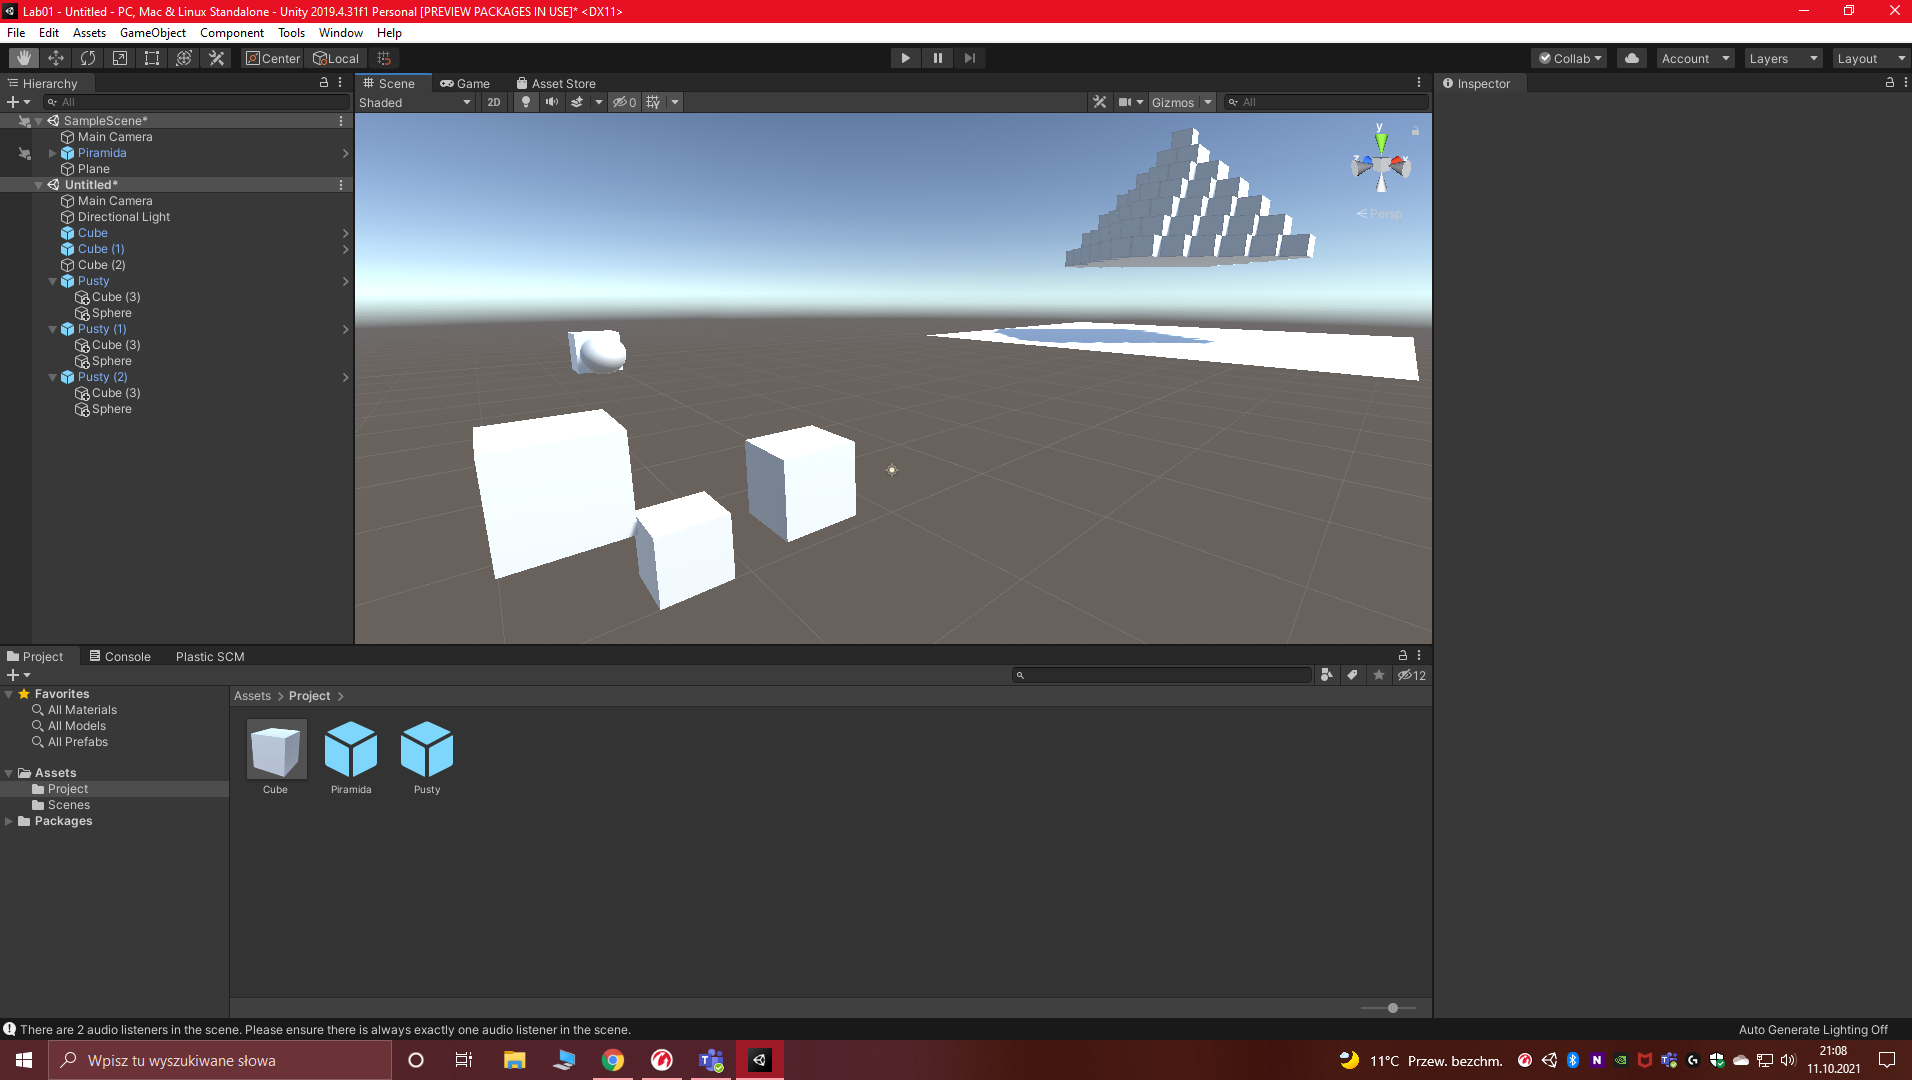 Lab01 - Untitled - PC, Mac & Linux Standalone - Unity 2019.4.31f1 Personal [PREVIEW PACKAGES IN USE]* <DX11>
File Edit Assets GameObject Component Tools Window Help
Center Local Collab Account Layers Layout
Hierarchy
All
SampleScene*
Main Camera
Piramida
Plane
Untitled*
Main Camera
Directional Light
Cube
Cube (1)
Cube (2)
Pusty
Cube (3)
Sphere
Pusty (1)
Cube (3)
Sphere
Pusty (2)
Cube (3)
Sphere
Scene Game Asset Store
Shaded 2D 0 Gizmos All
y
Persp
Inspector
Project Console Plastic SCM
12
Favorites
All Materials
All Models
All Prefabs
Assets
Project
Scenes
Packages
Assets > Project >
Cube Piramida Pusty
There are 2 audio listeners in the scene. Please ensure there is always exactly one audio listener in the scene.
Auto Generate Lighting Off
Wpisz tu wyszukiwane słowa
11°C Przew. bezchm.
21:08
11.10.2021